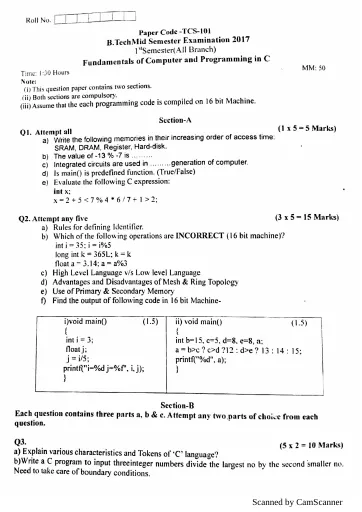 Roll No.
Paper Code -TCS-101
B.TechMid Semester Examination 2017
1stSemester(All Branch)
Fundamentals of Computer and Programming in C
MM: 50
Time: 1:30 Hours
Note:
(i) This question paper contains two sections.
(ii) Both sections are compulsory.
(iii) Assume that the each programming code is compiled on 16 bit Machine.
Section-A
Q1. Attempt all (1 x 5 = 5 Marks)
a) Write the following memories in their increasing order of access time:
SRAM, DRAM, Register, Hard-disk.
b) The value of -13 % -7 is .........
c) Integrated circuits are used in .........generation of computer.
d) Is main() is predefined function. (True/False)
e) Evaluate the following C expression:
int x;
x = 2 + 5 < 7 % 4 * 6 / 7 + 1 > 2;
Q2. Attempt any five (3 x 5 = 15 Marks)
a) Rules for defining Identifier.
b) Which of the following operations are INCORRECT (16 bit machine)?
int i = 35; i = i%5
long int k = 365L; k = k
float a = 3.14; a = a%3
c) High Level Language v/s Low level Language
d) Advantages and Disadvantages of Mesh & Ring Topology
e) Use of Primary & Secondary Memory
f) Find the output of following code in 16 bit Machine-
i)void main() (1.5)
{
int i = 3;
float j;
j = i/5;
printf("i=%d j=%f", i, j);
}
ii) void main() (1.5)
{
int b=15, c=5, d=8, e=8, a;
a = b>c ? c>d ?12 : d>e ? 13 : 14 : 15;
printf("%d", a);
}
Section-B
Each question contains three parts a, b & c. Attempt any two parts of choice from each
question.
Q3. (5 x 2 = 10 Marks)
a) Explain various characteristics and Tokens of 'C' language?
b)Write a C program to input threeinteger numbers divide the largest no by the second smaller no.
Need to take care of boundary conditions.
Scanned by CamScanner